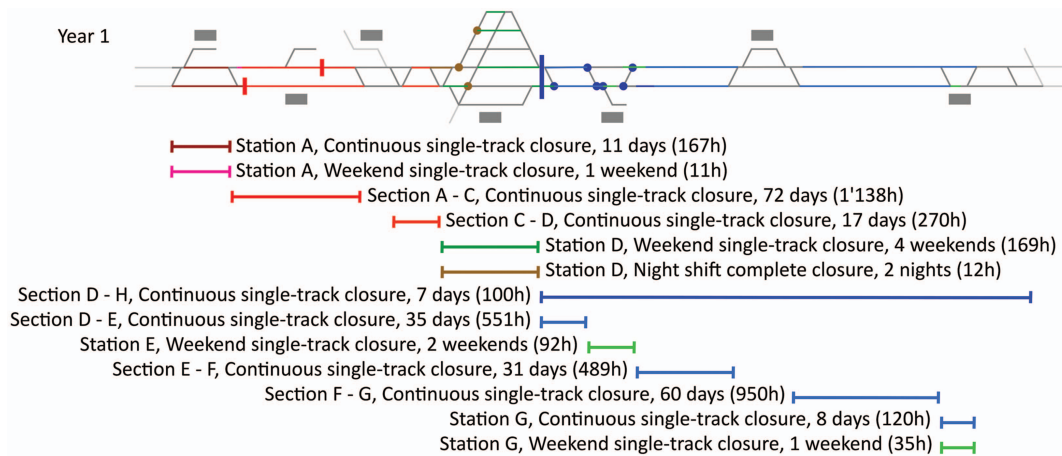 Year 1
Station A, Continuous single-track closure, 11 days (167h)
Station A, Weekend single-track closure, 1 weekend (11h)
Section A - C, Continuous single-track closure, 72 days (1'138h)
Section C - D, Continuous single-track closure, 17 days (270h)
Station D, Weekend single-track closure, 4 weekends (169h)
Station D, Night shift complete closure, 2 nights (12h)
Section D - H, Continuous single-track closure, 7 days (100h)
Section D - E, Continuous single-track closure, 35 days (551h)
Station E, Weekend single-track closure, 2 weekends (92h)
Section E - F, Continuous single-track closure, 31 days (489h)
Section F - G, Continuous single-track closure, 60 days (950h)
Station G, Continuous single-track closure, 8 days (120h)
Station G, Weekend single-track closure, 1 weekend (35h)